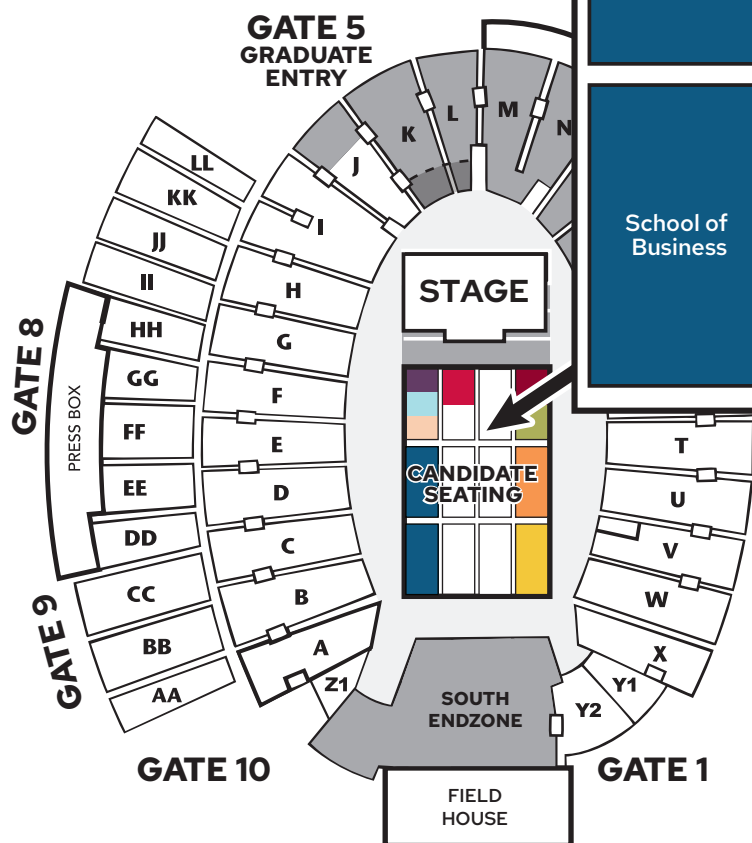 GATE 5
GRADUATE
ENTRY
L
M
N
K
J
LL
KK
I
JJ
School of
Business
II
H
STAGE
HH
G
GATE 8
GG
F
PRESS BOX
FF
E
T
CANDIDATE
SEATING
EE
D
U
DD
C
V
CC
B
W
GATE 9
BB
A
X
AA
Z1
Y1
SOUTH
ENDZONE
Y2
GATE 10
GATE 1
FIELD
HOUSE